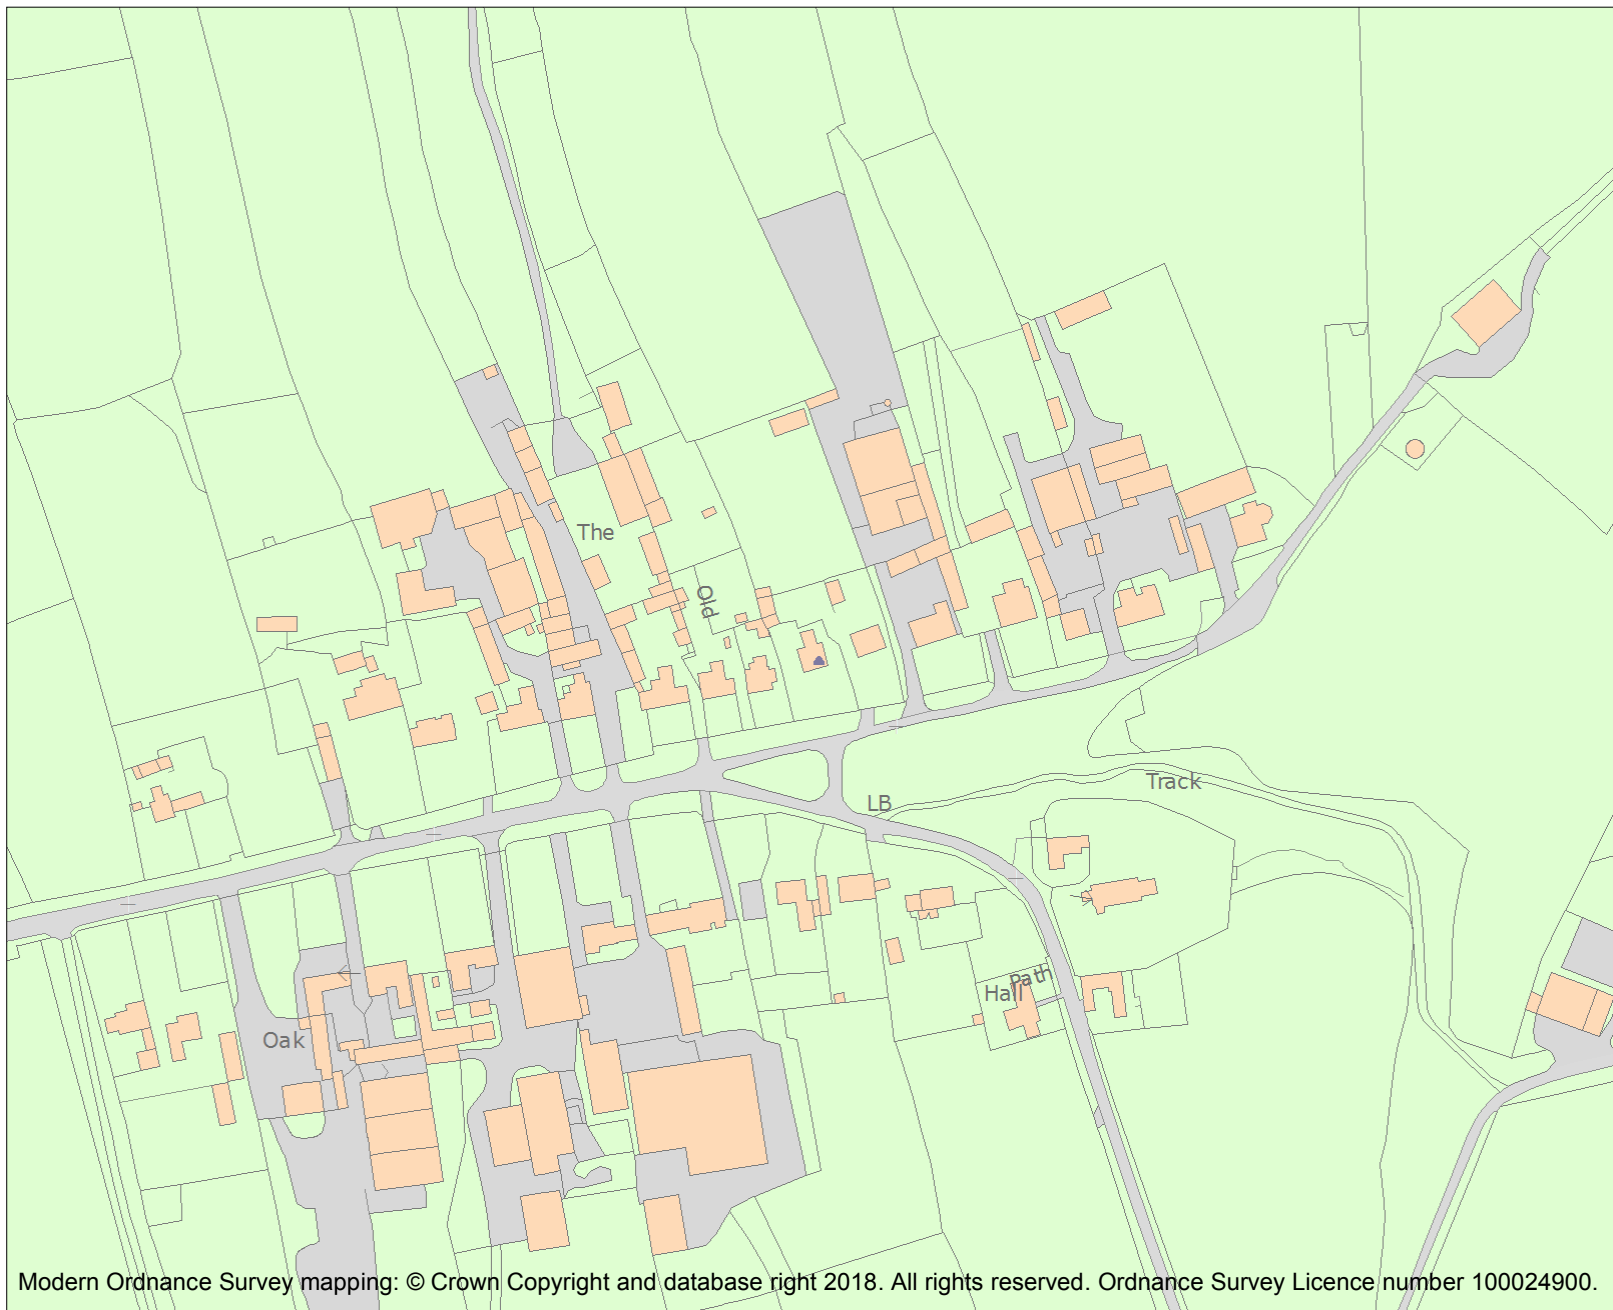 The
Old
Track
LB
Path
Hall
Oak
Modern Ordnance Survey mapping: © Crown Copyright and database right 2018. All rights reserved. Ordnance Survey Licence number 100024900.